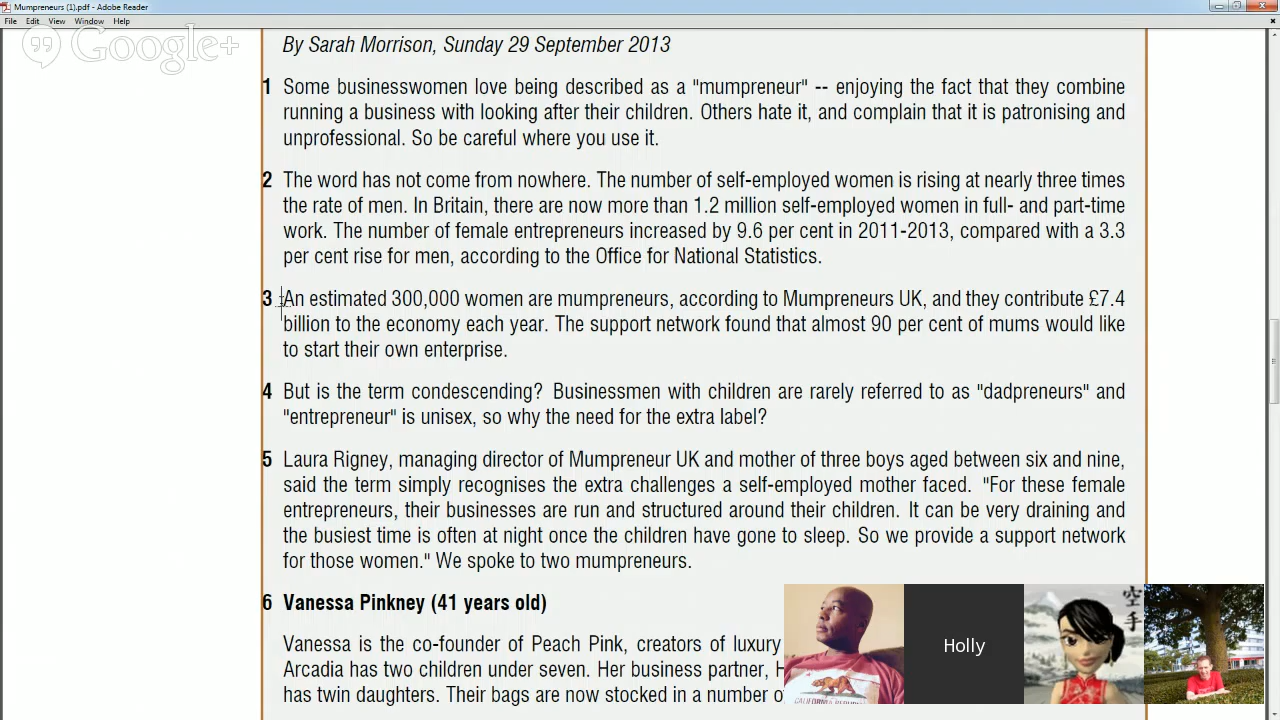 Mumpreneurs (1).pdf - Adobe Reader
File Edit View Window Help
Google+
By Sarah Morrison, Sunday 29 September 2013
1 Some businesswomen love being described as a "mumpreneur" -- enjoying the fact that they combine
running a business with looking after their children. Others hate it, and complain that it is patronising and
unprofessional. So be careful where you use it.
2 The word has not come from nowhere. The number of self-employed women is rising at nearly three times
the rate of men. In Britain, there are now more than 1.2 million self-employed women in full- and part-time
work. The number of female entrepreneurs increased by 9.6 per cent in 2011-2013, compared with a 3.3
per cent rise for men, according to the Office for National Statistics.
3 An estimated 300,000 women are mumpreneurs, according to Mumpreneurs UK, and they contribute £7.4
billion to the economy each year. The support network found that almost 90 per cent of mums would like
to start their own enterprise.
4 But is the term condescending? Businessmen with children are rarely referred to as "dadpreneurs" and
"entrepreneur" is unisex, so why the need for the extra label?
5 Laura Rigney, managing director of Mumpreneur UK and mother of three boys aged between six and nine,
said the term simply recognises the extra challenges a self-employed mother faced. "For these female
entrepreneurs, their businesses are run and structured around their children. It can be very draining and
the busiest time is often at night once the children have gone to sleep. So we provide a support network
for those women." We spoke to two mumpreneurs.
6 Vanessa Pinkney (41 years old)
Vanessa is the co-founder of Peach Pink, creators of luxury
Arcadia has two children under seven. Her business partner, H
has twin daughters. Their bags are now stocked in a number o
Holly
空手